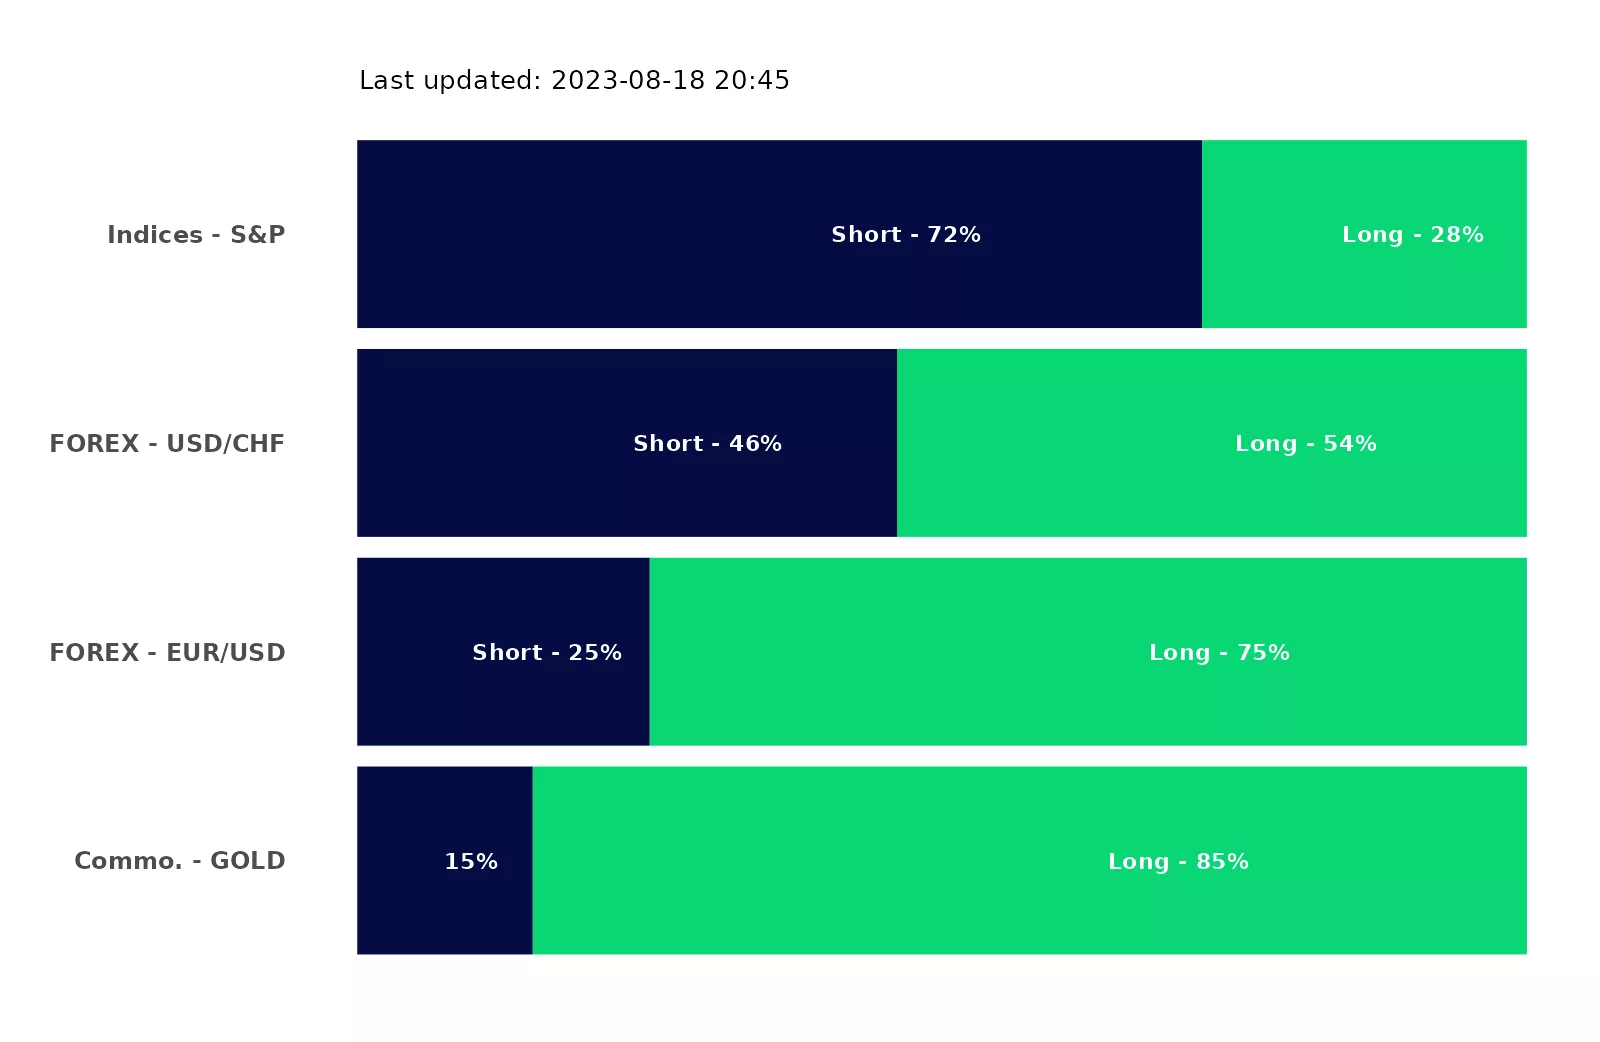 Last updated: 2023-08-18 20:45
Indices - S&P
Short - 72%
Long - 28%
FOREX - USD/CHF
Short - 46%
Long - 54%
FOREX - EUR/USD
Short - 25%
Long - 75%
Commo. - GOLD
15%
Long - 85%